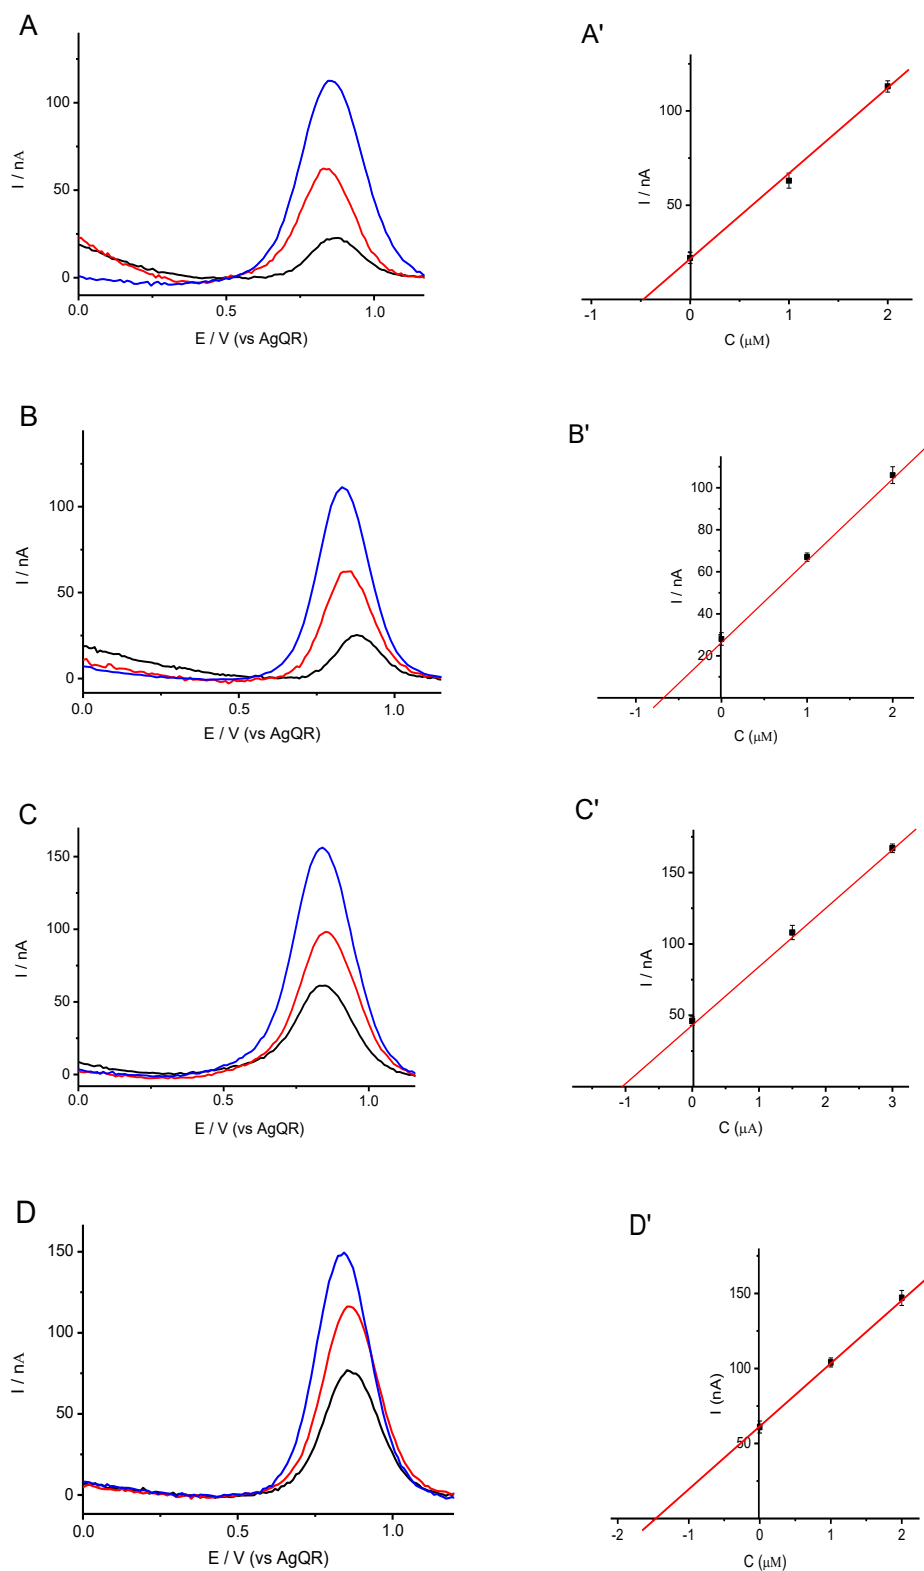 A
I / nA
100
50
0
0.0
0.5
1.0
E / V (vs AgQR)
A'
I / nA
100
50
-1
0
1
2
C (μM)
B
I / nA
100
50
0
0.0
0.5
1.0
E / V (vs AgQR)
B'
I / nA
100
80
60
40
20
-1
0
1
2
C (μM)
C
I / nA
150
100
50
0
0.0
0.5
1.0
E / V (vs AgQR)
C'
I / nA
150
100
50
-1
0
1
2
3
C (μA)
D
I / nA
150
100
50
0
0.0
0.5
1.0
E / V (vs AgQR)
D'
I (nA)
150
100
50
-2
-1
0
1
2
C (μM)